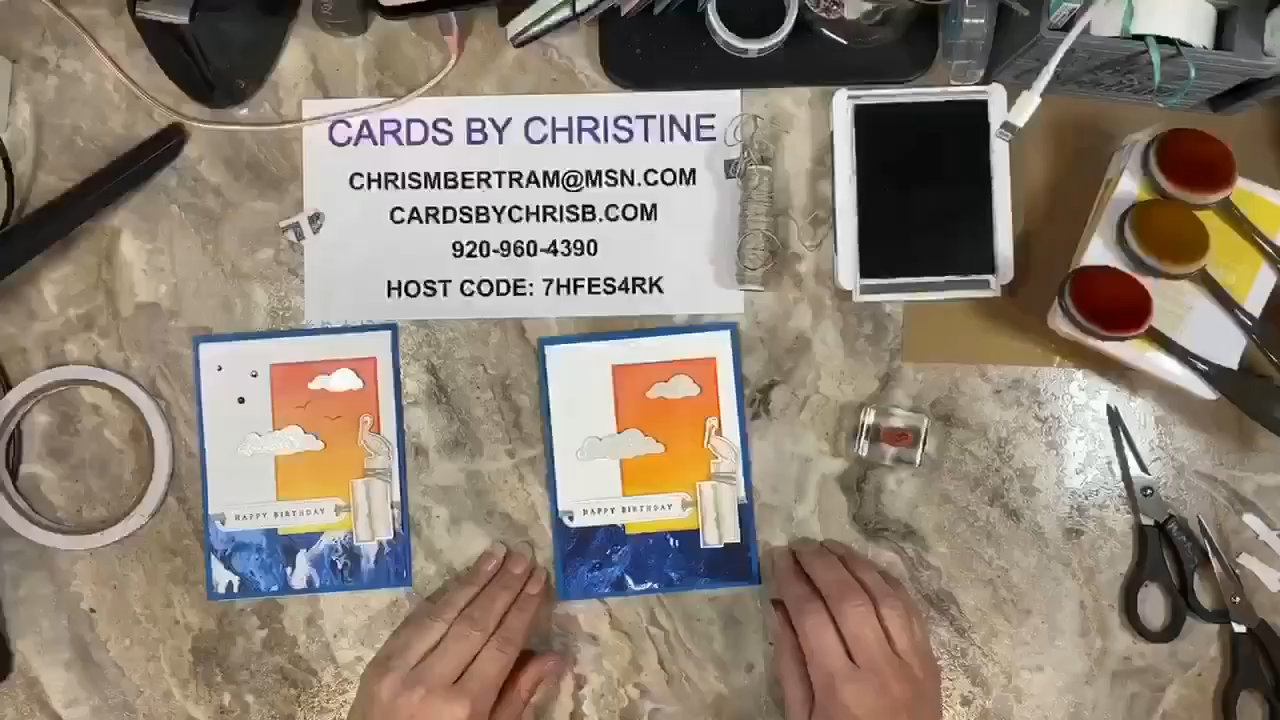 CARDS BY CHRISTINE
CHRISMBERTRAM@MSN.COM
CARDSBYCHRISB.COM
920-960-4390
HOST CODE: 7HFES4RK
HAPPY BIRTHDAY
HAPPY BIRTHDAY